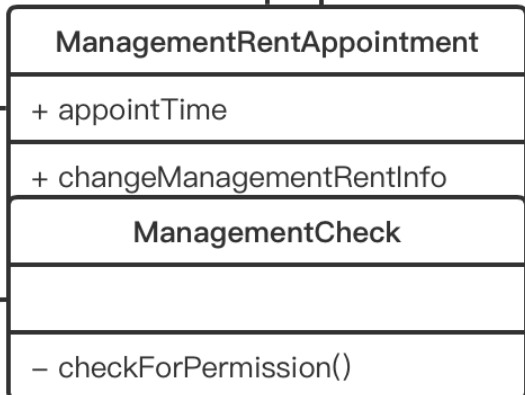 ManagementRentAppointment
+ appointTime
+ changeManagementRentInfo
ManagementCheck
– checkForPermission()